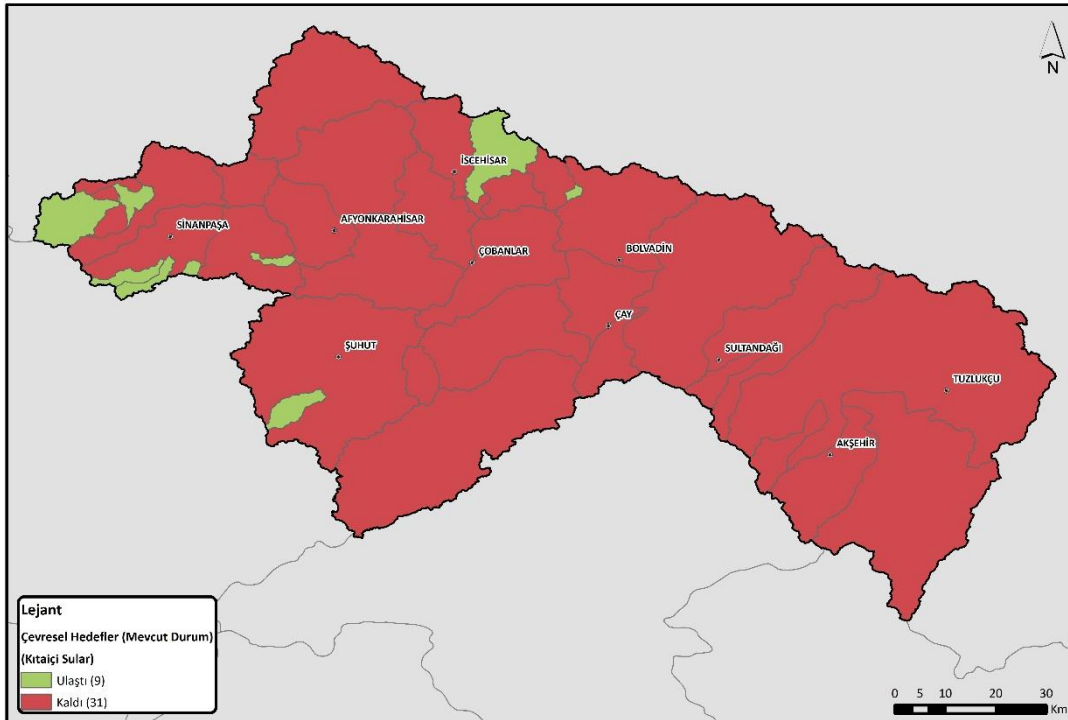 N
İSCEHİSAR
AFYONKARAHİSAR
SİNANPAŞA
BOLVADİN
ÇOBANLAR
ÇAY
ŞUHUT
SULTANDAĞI
TUZLUKÇU
AKŞEHİR
Lejant
Çevresel Hedefler (Mevcut Durum)
(Kıtaiçi Sular)
Ulaştı (9)
Kaldı (31)
0 5 10 20 30
Km